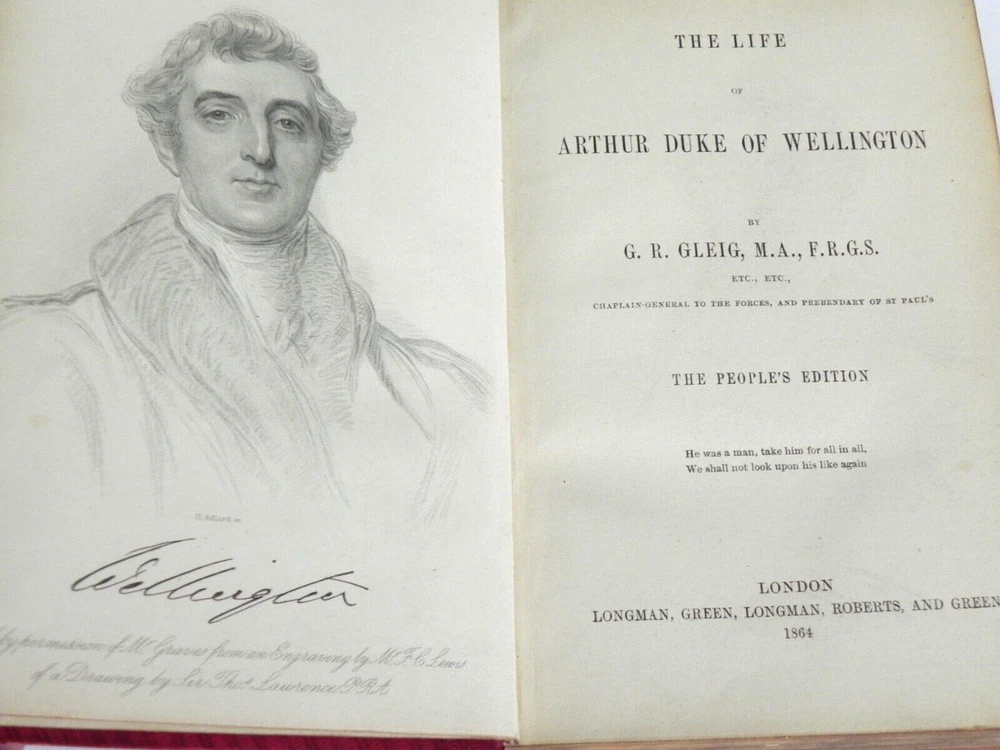 H. Adlard sc
Wellington
by permission of Mr Graves from an Engraving by Mr F. C. Lewis
of a Drawing by Sir Thos. Lawrence P.R.A
THE LIFE
OF
ARTHUR DUKE OF WELLINGTON
BY
G. R. GLEIG, M.A., F.R.G.S.
ETC., ETC.,
CHAPLAIN-GENERAL TO THE FORCES, AND PREBENDARY OF ST PAUL'S
THE PEOPLE'S EDITION
He was a man, take him for all in all,
We shall not look upon his like again
LONDON
LONGMAN, GREEN, LONGMAN, ROBERTS, AND GREEN
1864